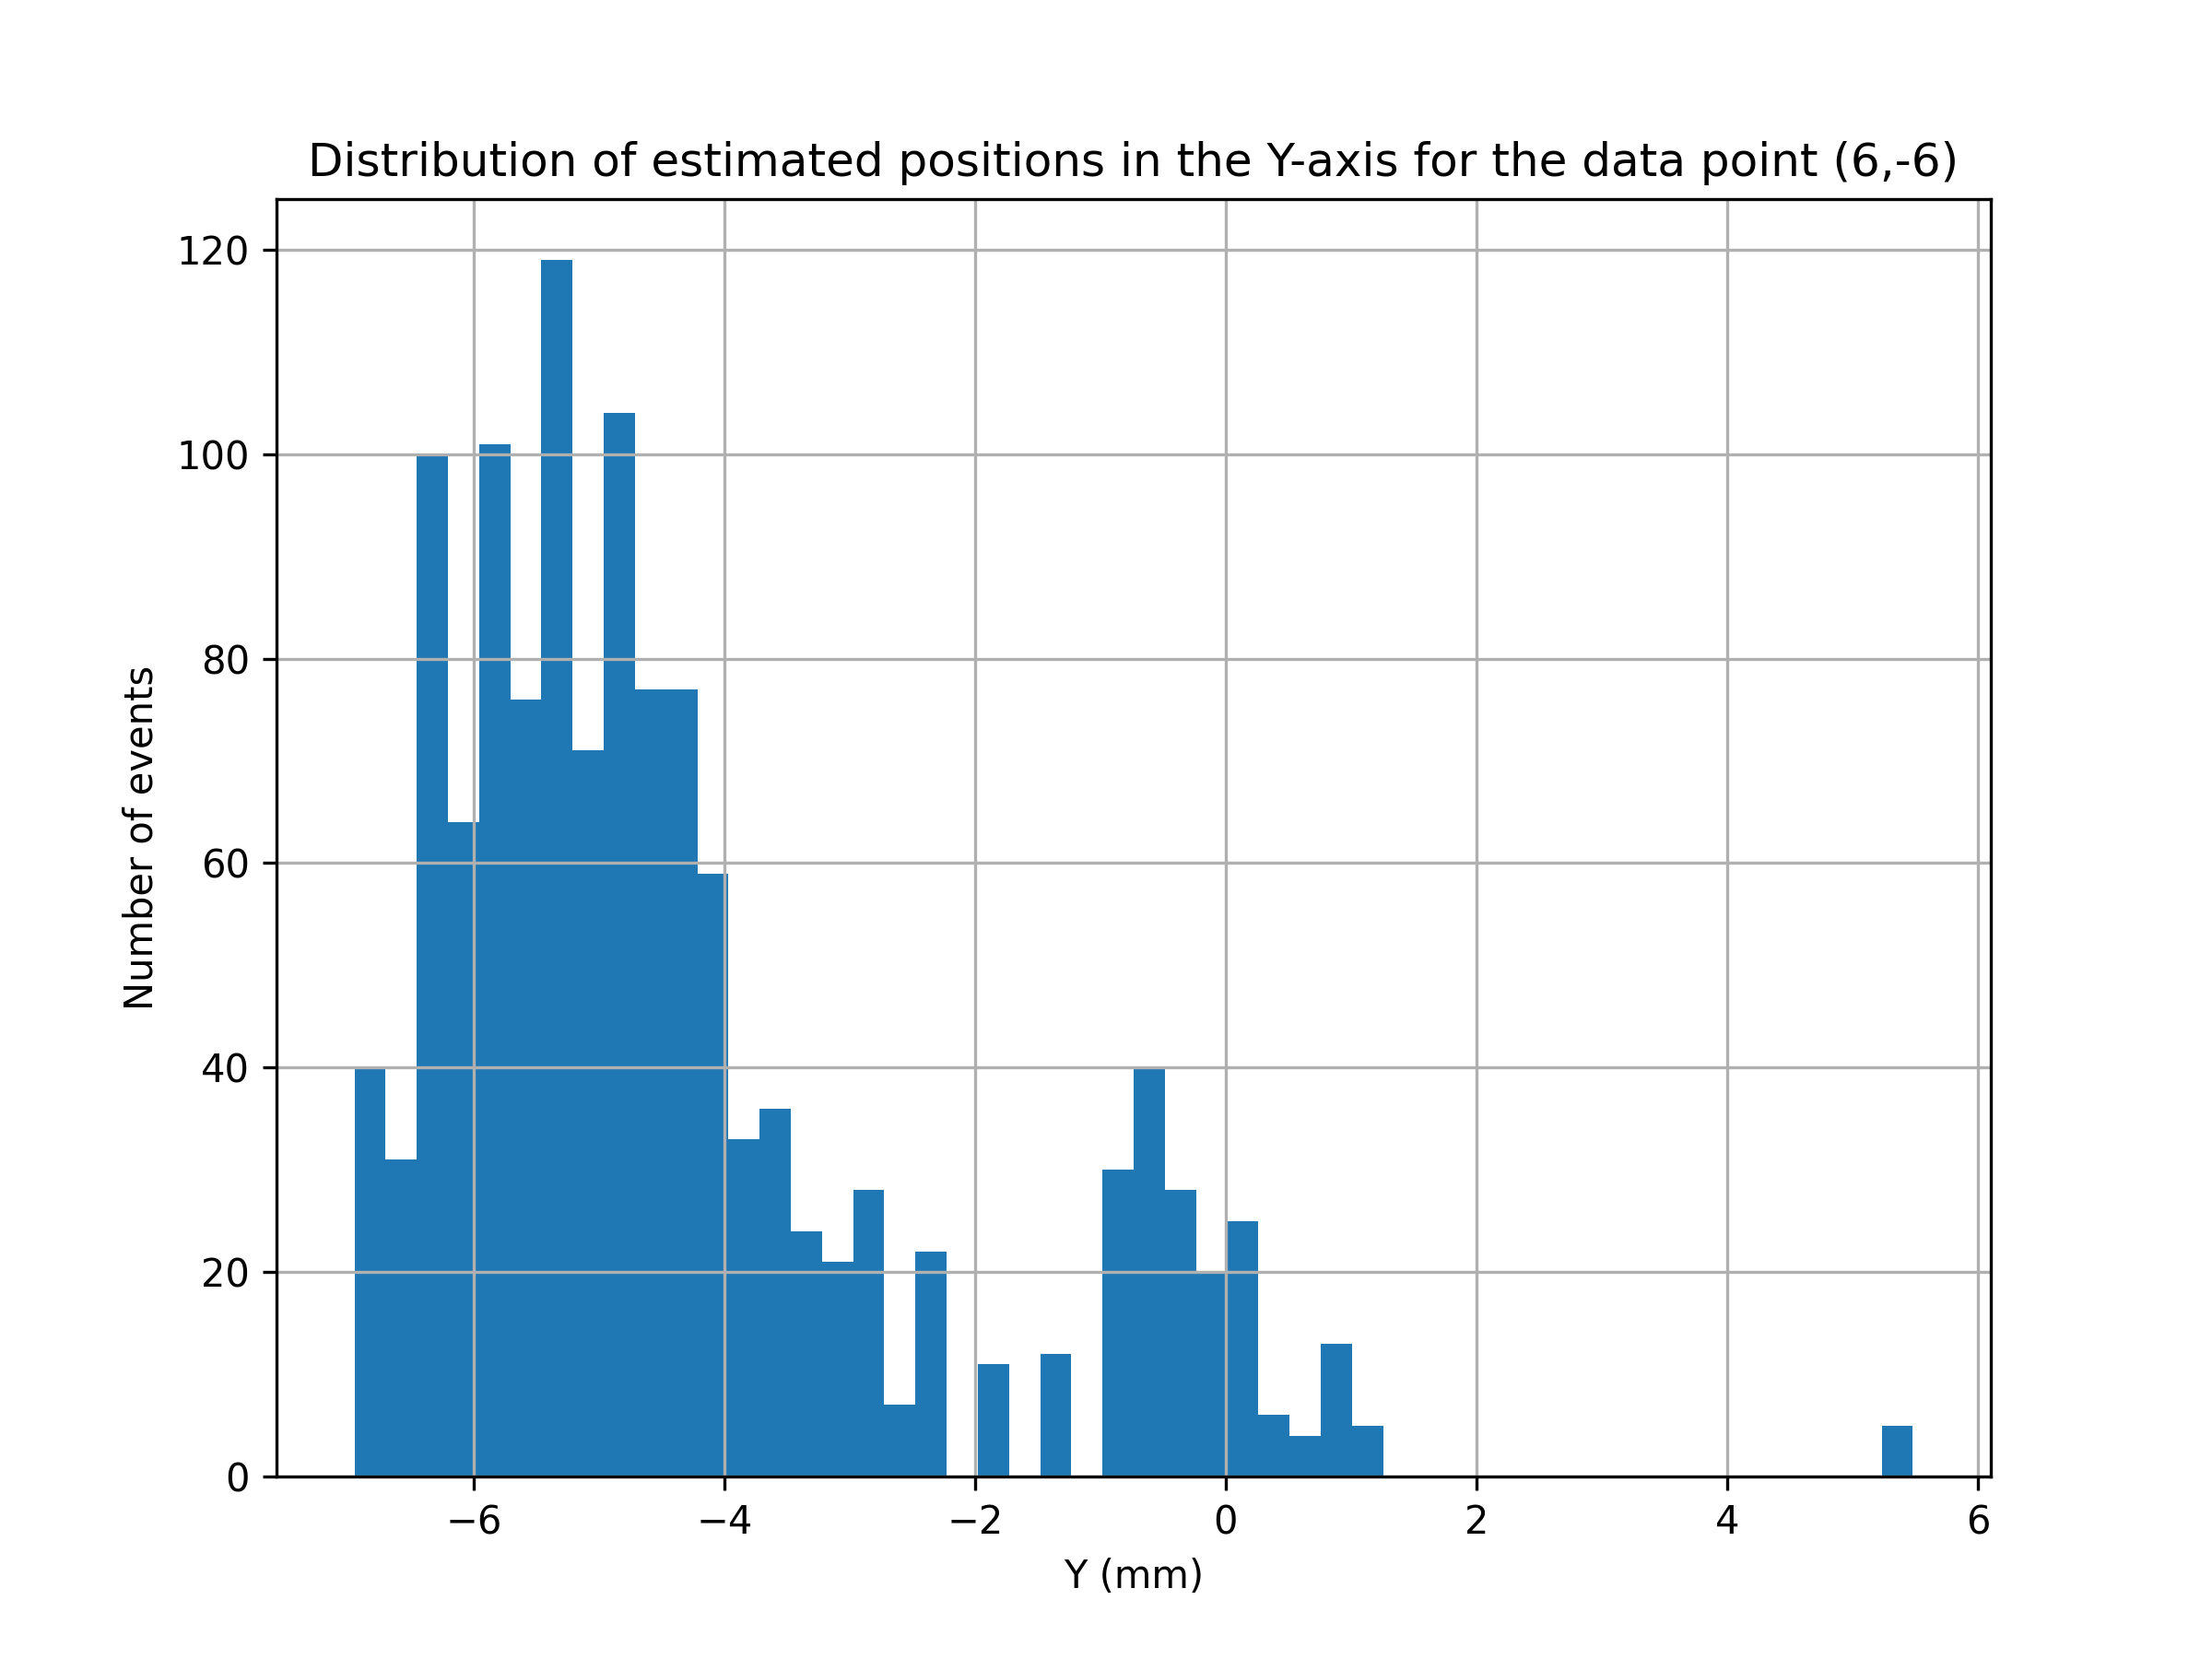 Distribution of estimated positions in the Y-axis for the data point (6,-6)
120
100
80
60
40
20
0
Number of events
−6 −4 −2 0 2 4 6
Y (mm)